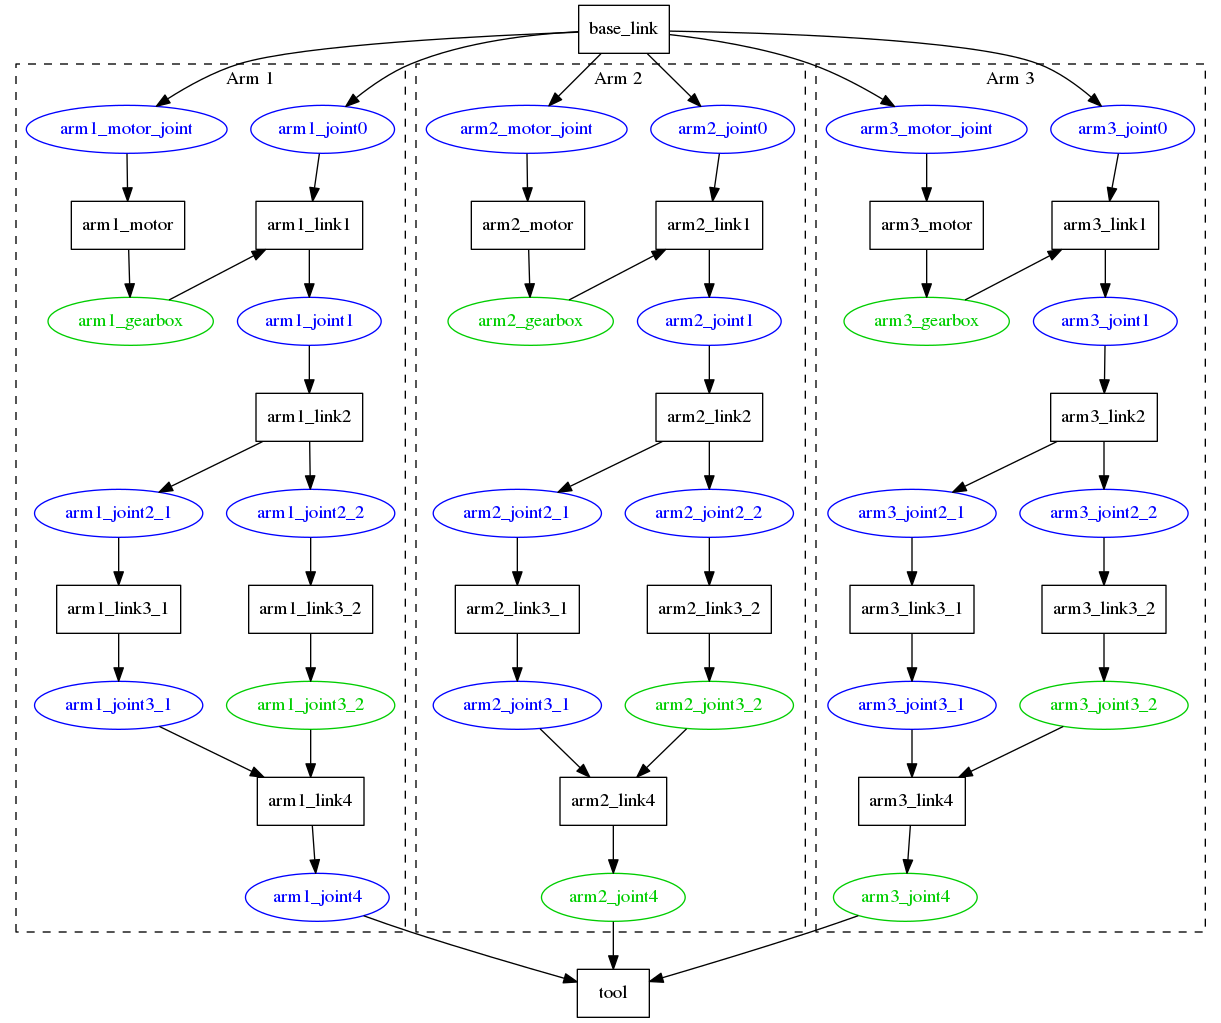 base_link
Arm 1
Arm 2
Arm 3
arm1_motor_joint
arm1_joint0
arm2_motor_joint
arm2_joint0
arm3_motor_joint
arm3_joint0
arm1_motor
arm1_link1
arm2_motor
arm2_link1
arm3_motor
arm3_link1
arm1_gearbox
arm1_joint1
arm2_gearbox
arm2_joint1
arm3_gearbox
arm3_joint1
arm1_link2
arm2_link2
arm3_link2
arm1_joint2_1
arm1_joint2_2
arm2_joint2_1
arm2_joint2_2
arm3_joint2_1
arm3_joint2_2
arm1_link3_1
arm1_link3_2
arm2_link3_1
arm2_link3_2
arm3_link3_1
arm3_link3_2
arm1_joint3_1
arm1_joint3_2
arm2_joint3_1
arm2_joint3_2
arm3_joint3_1
arm3_joint3_2
arm1_link4
arm2_link4
arm3_link4
arm1_joint4
arm2_joint4
arm3_joint4
tool